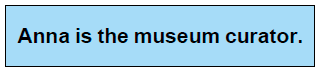 Anna is the museum curator.